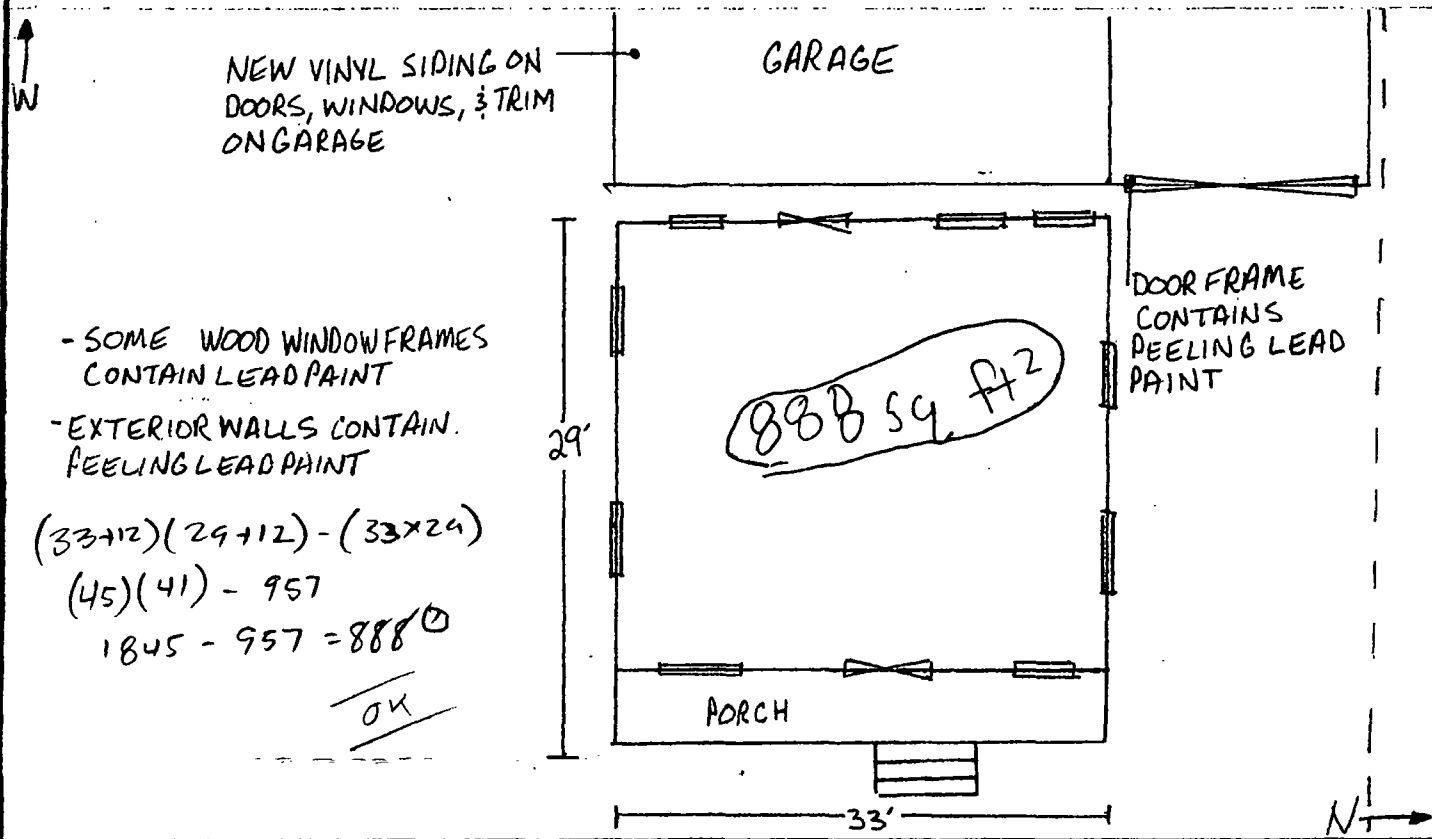 W
NEW VINYL SIDING ON
DOORS, WINDOWS, & TRIM
ON GARAGE
GARAGE
- SOME WOOD WINDOW FRAMES
CONTAIN LEAD PAINT
- EXTERIOR WALLS CONTAIN.
PEELING LEAD PAINT
(33+12)(29+12) - (33×29)
(45)(41) - 957
1845 - 957 = 888
OK
29'
888 sq ft²
DOOR FRAME
CONTAINS
PEELING LEAD
PAINT
PORCH
33'
N